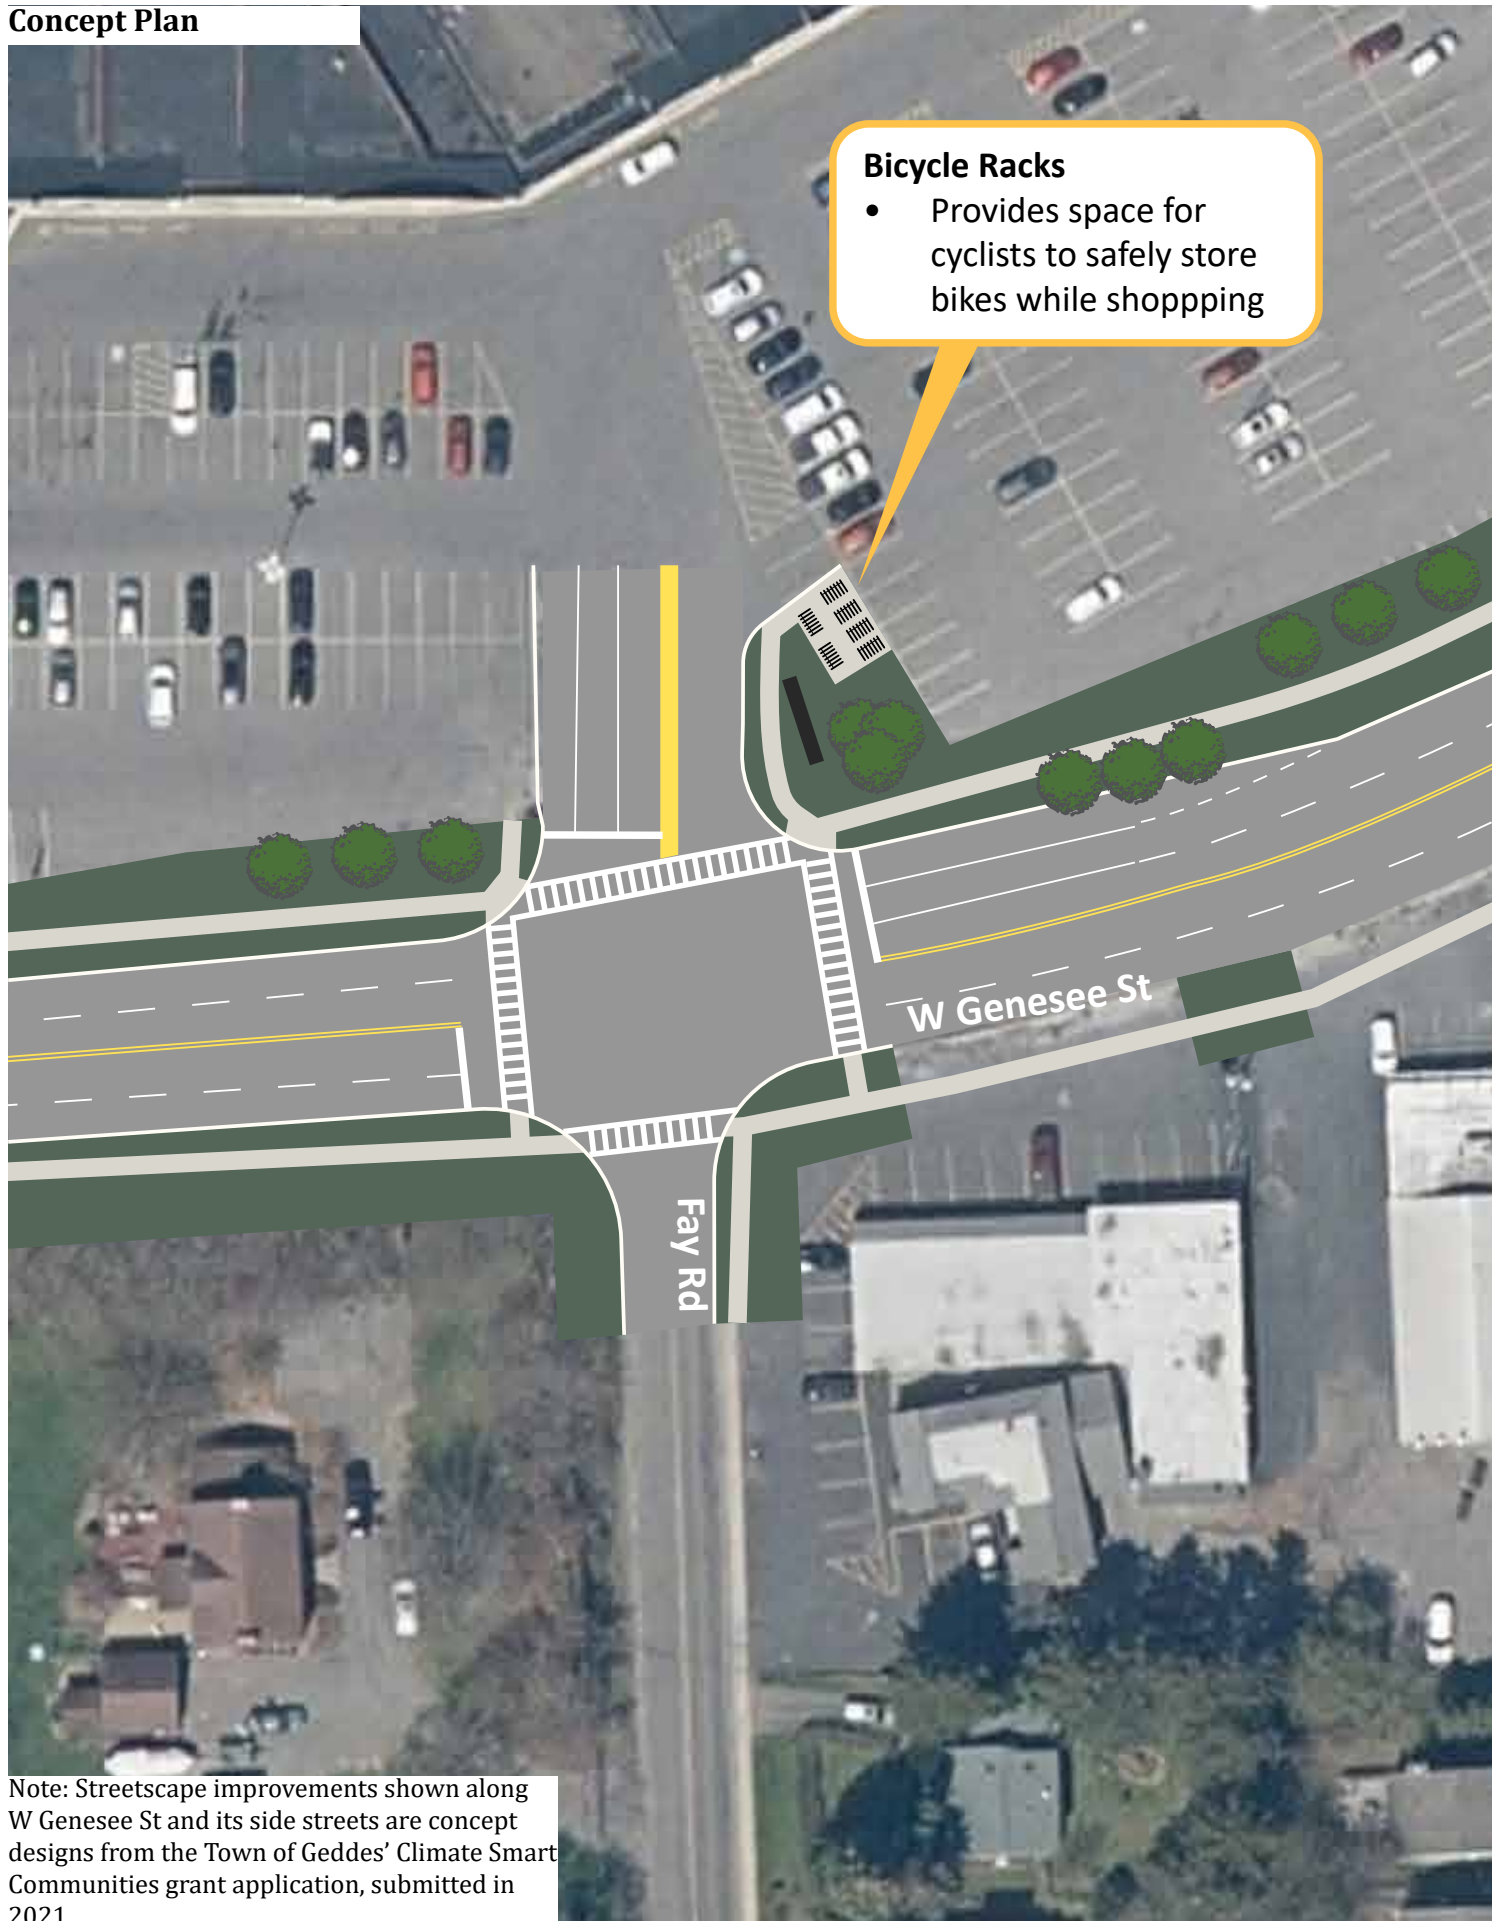 Concept Plan
Bicycle Racks
• Provides space for
cyclists to safely store
bikes while shoppping
W Genesee St
Fay Rd
Note: Streetscape improvements shown along
W Genesee St and its side streets are concept
designs from the Town of Geddes’ Climate Smart
Communities grant application, submitted in
2021